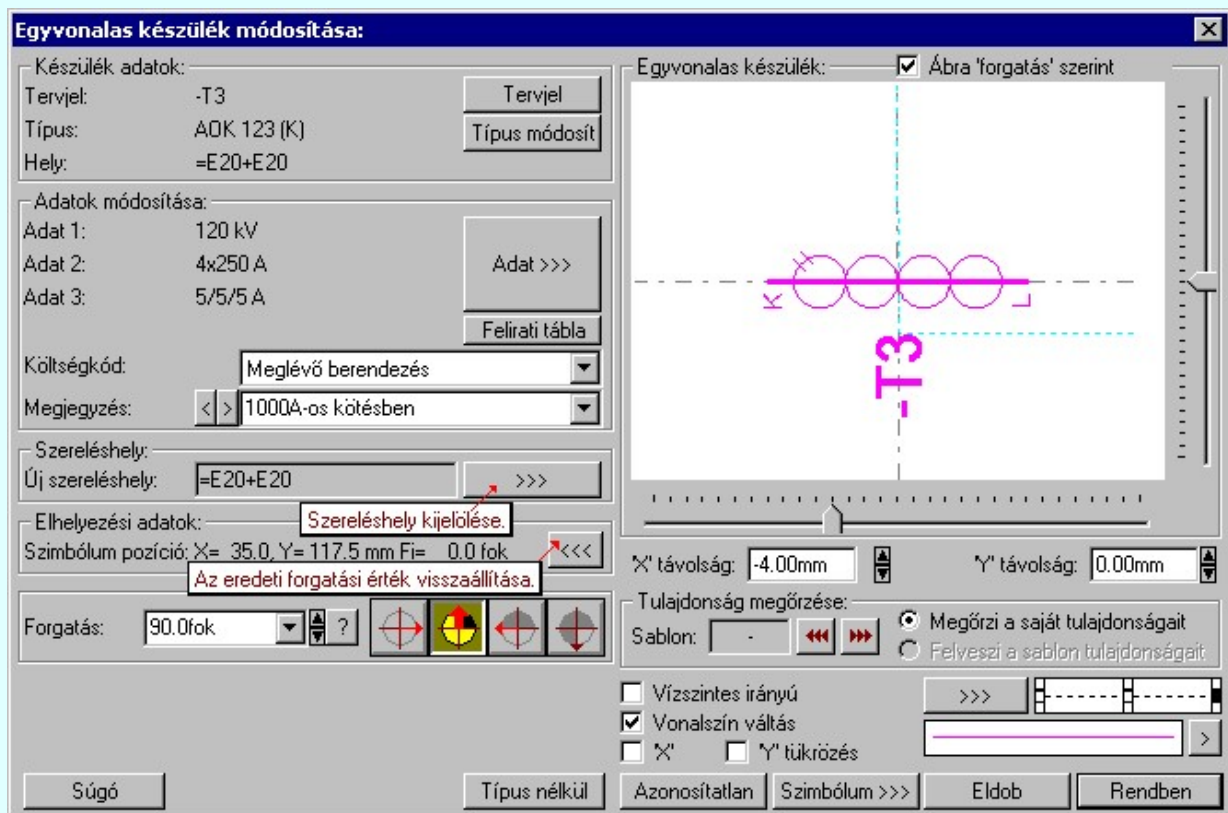 Egyvonalas készülék módosítása:
Készülék adatok:
Tervjel: -T3 Tervjel
Típus: AOK 123 (K) Típus módosít
Hely: =E20+E20
Adatok módosítása:
Adat 1: 120 kV
Adat 2: 4x250 A Adat >>>
Adat 3: 5/5/5 A
Felirati tábla
Költségkód: Meglévő berendezés
Megjegyzés: < > 1000A-os kötésben
Szereléshely:
Új szereléshely: =E20+E20 >>>
Szereléshely kijelölése.
Elhelyezési adatok:
Szimbólum pozíció: X= 35.0, Y= 117.5 mm Fi= 0.0 fok <<<
Az eredeti forgatási érték visszaállítása.
Forgatás: 90.0fok ?
Súgó Típus nélkül
Egyvonalas készülék: Ábra 'forgatás' szerint
K L
-T3
'X' távolság: -4.00mm 'Y' távolság: 0.00mm
Tulajdonság megőrzése:
Sablon: - Megőrzi a saját tulajdonságait
Felveszi a sablon tulajdonságait
Vízszintes irányú >>>
Vonalszín váltás
'X' 'Y' tükrözés >
Azonosítatlan Szimbólum >>> Eldob Rendben